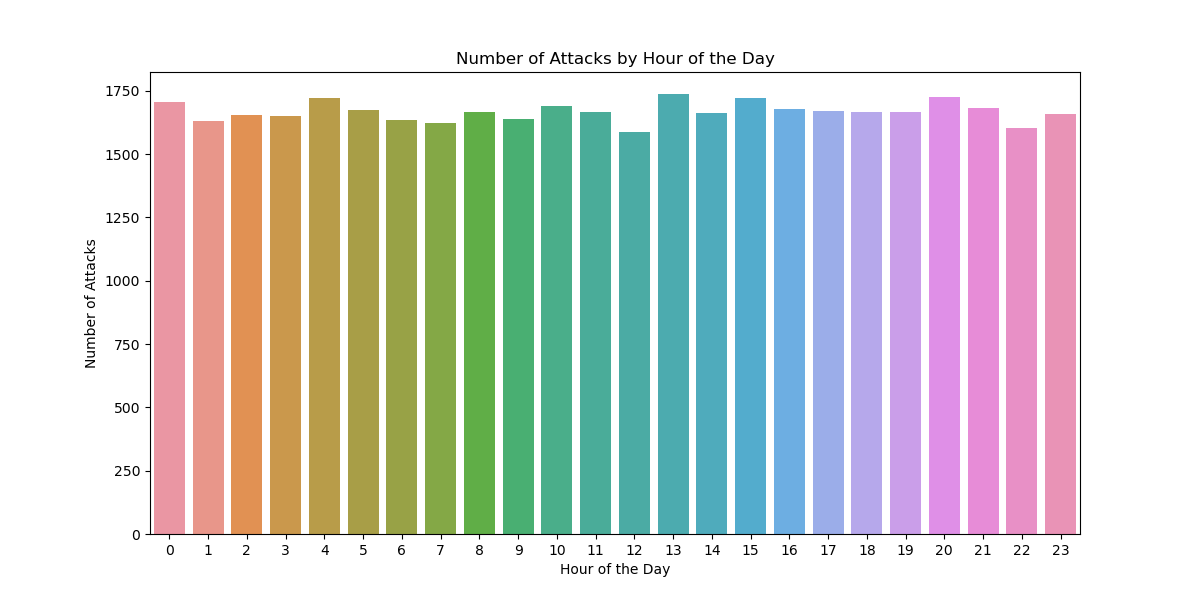 Number of Attacks by Hour of the Day
1750
1500
1250
1000
750
500
250
0
Number of Attacks
0 1 2 3 4 5 6 7 8 9 10 11 12 13 14 15 16 17 18 19 20 21 22 23
Hour of the Day